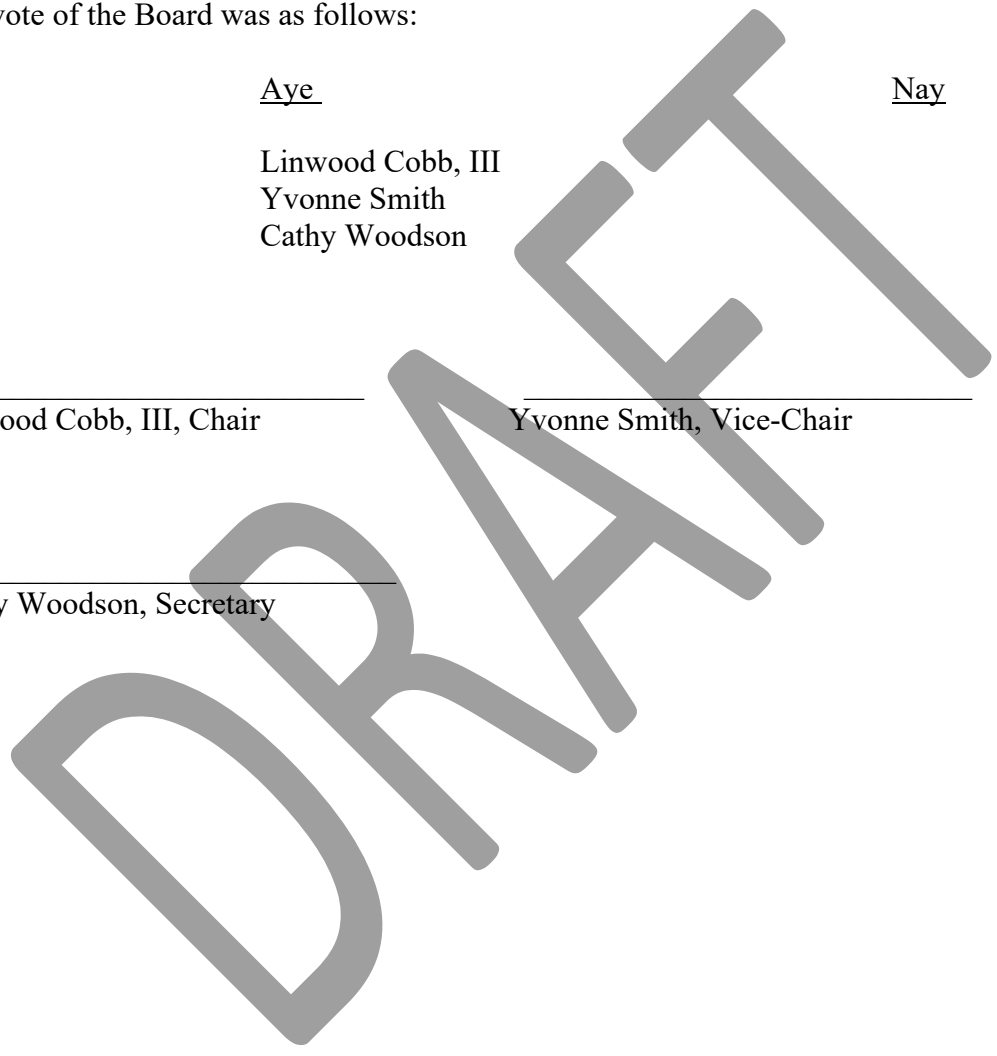 vote of the Board was as follows:
Aye Nay
Linwood Cobb, III
Yvonne Smith
Cathy Woodson
ood Cobb, III, Chair Yvonne Smith, Vice-Chair
y Woodson, Secretary
DRAFT